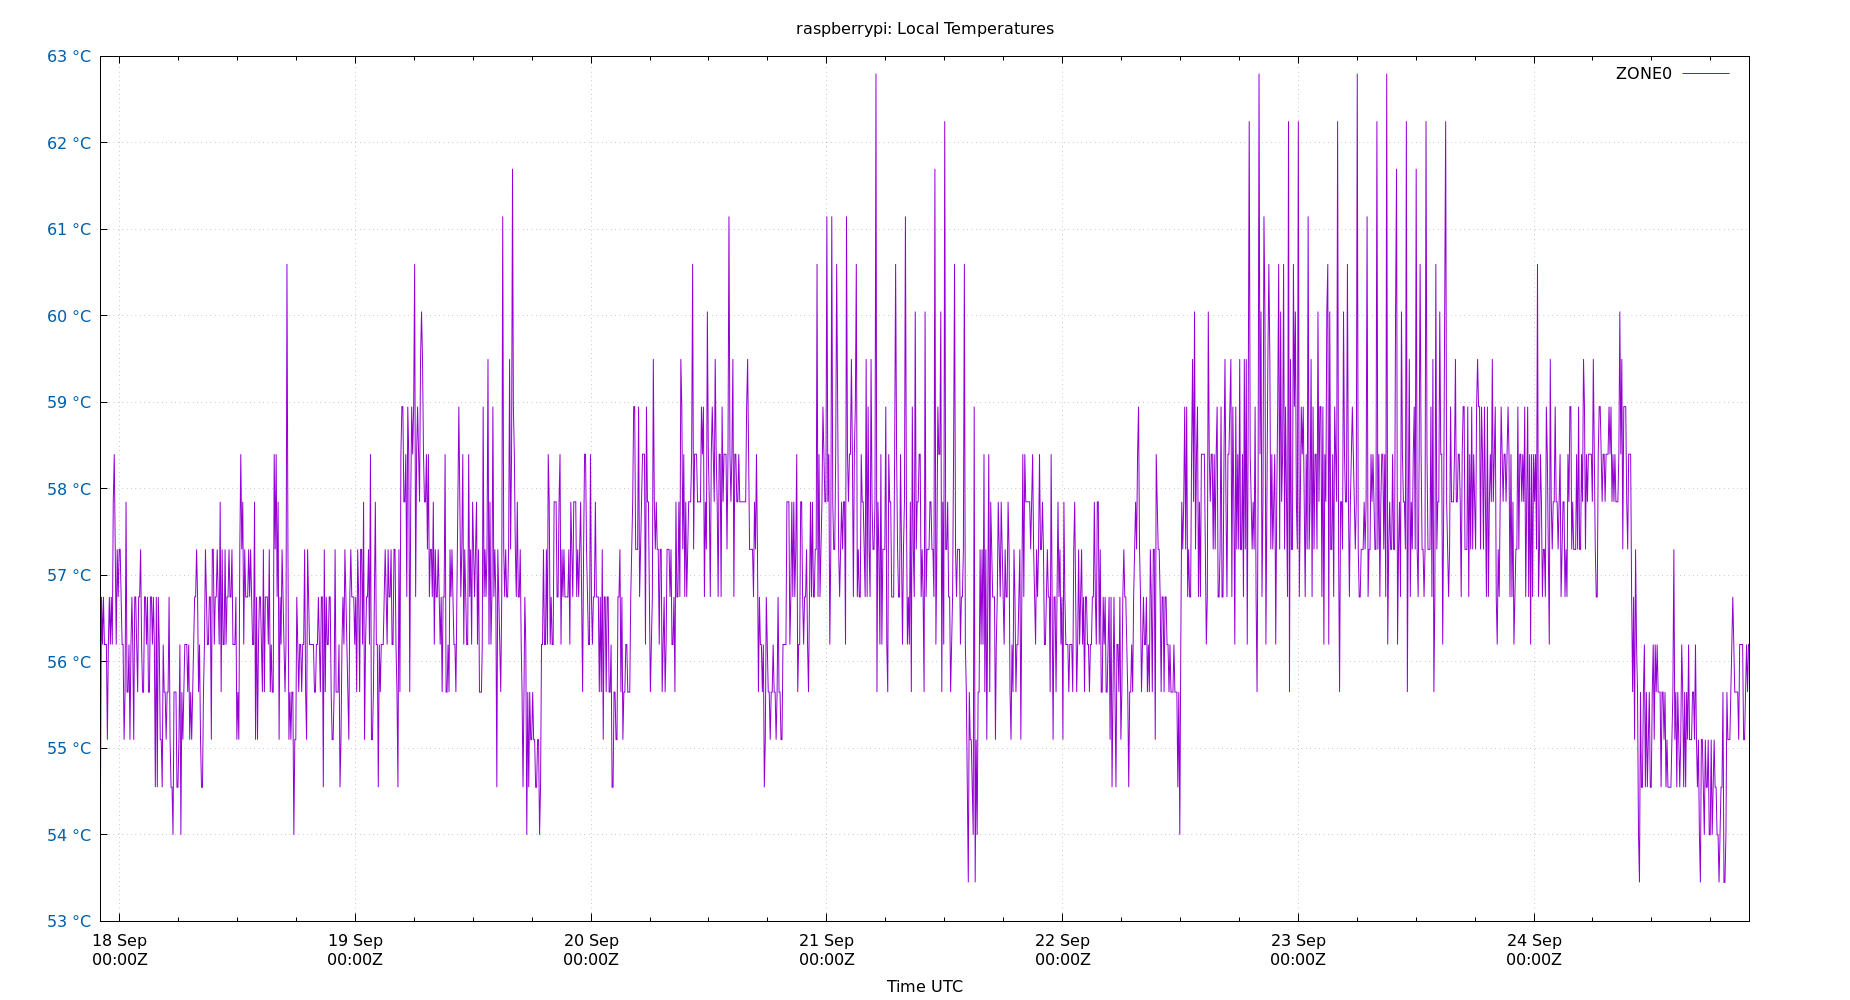 raspberrypi: Local Temperatures
63 °C
ZONE0
62 °C
61 °C
60 °C
59 °C
58 °C
57 °C
56 °C
55 °C
54 °C
53 °C
18 Sep 19 Sep 20 Sep 21 Sep 22 Sep 23 Sep 24 Sep
00:00Z 00:00Z 00:00Z 00:00Z 00:00Z 00:00Z 00:00Z
Time UTC